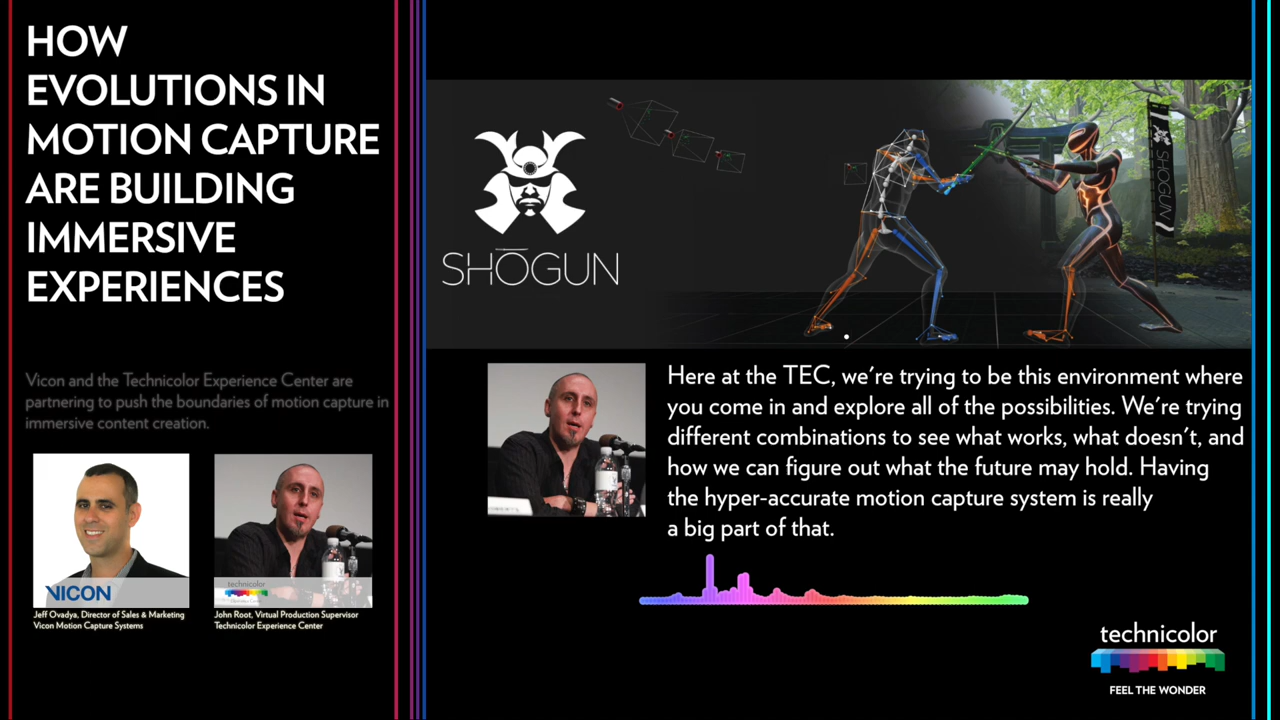 HOW
EVOLUTIONS IN
MOTION CAPTURE
ARE BUILDING
IMMERSIVE
EXPERIENCES
Vicon and the Technicolor Experience Center are
partnering to push the boundaries of motion capture in
immersive content creation.
VICON
Jeff Ovadya, Director of Sales & Marketing
Vicon Motion Capture Systems
technicolor
John Root, Virtual Production Supervisor
Technicolor Experience Center
SHŌGUN
SHOGUN
Here at the TEC, we're trying to be this environment where
you come in and explore all of the possibilities. We're trying
different combinations to see what works, what doesn't, and
how we can figure out what the future may hold. Having
the hyper-accurate motion capture system is really
a big part of that.
technicolor
FEEL THE WONDER